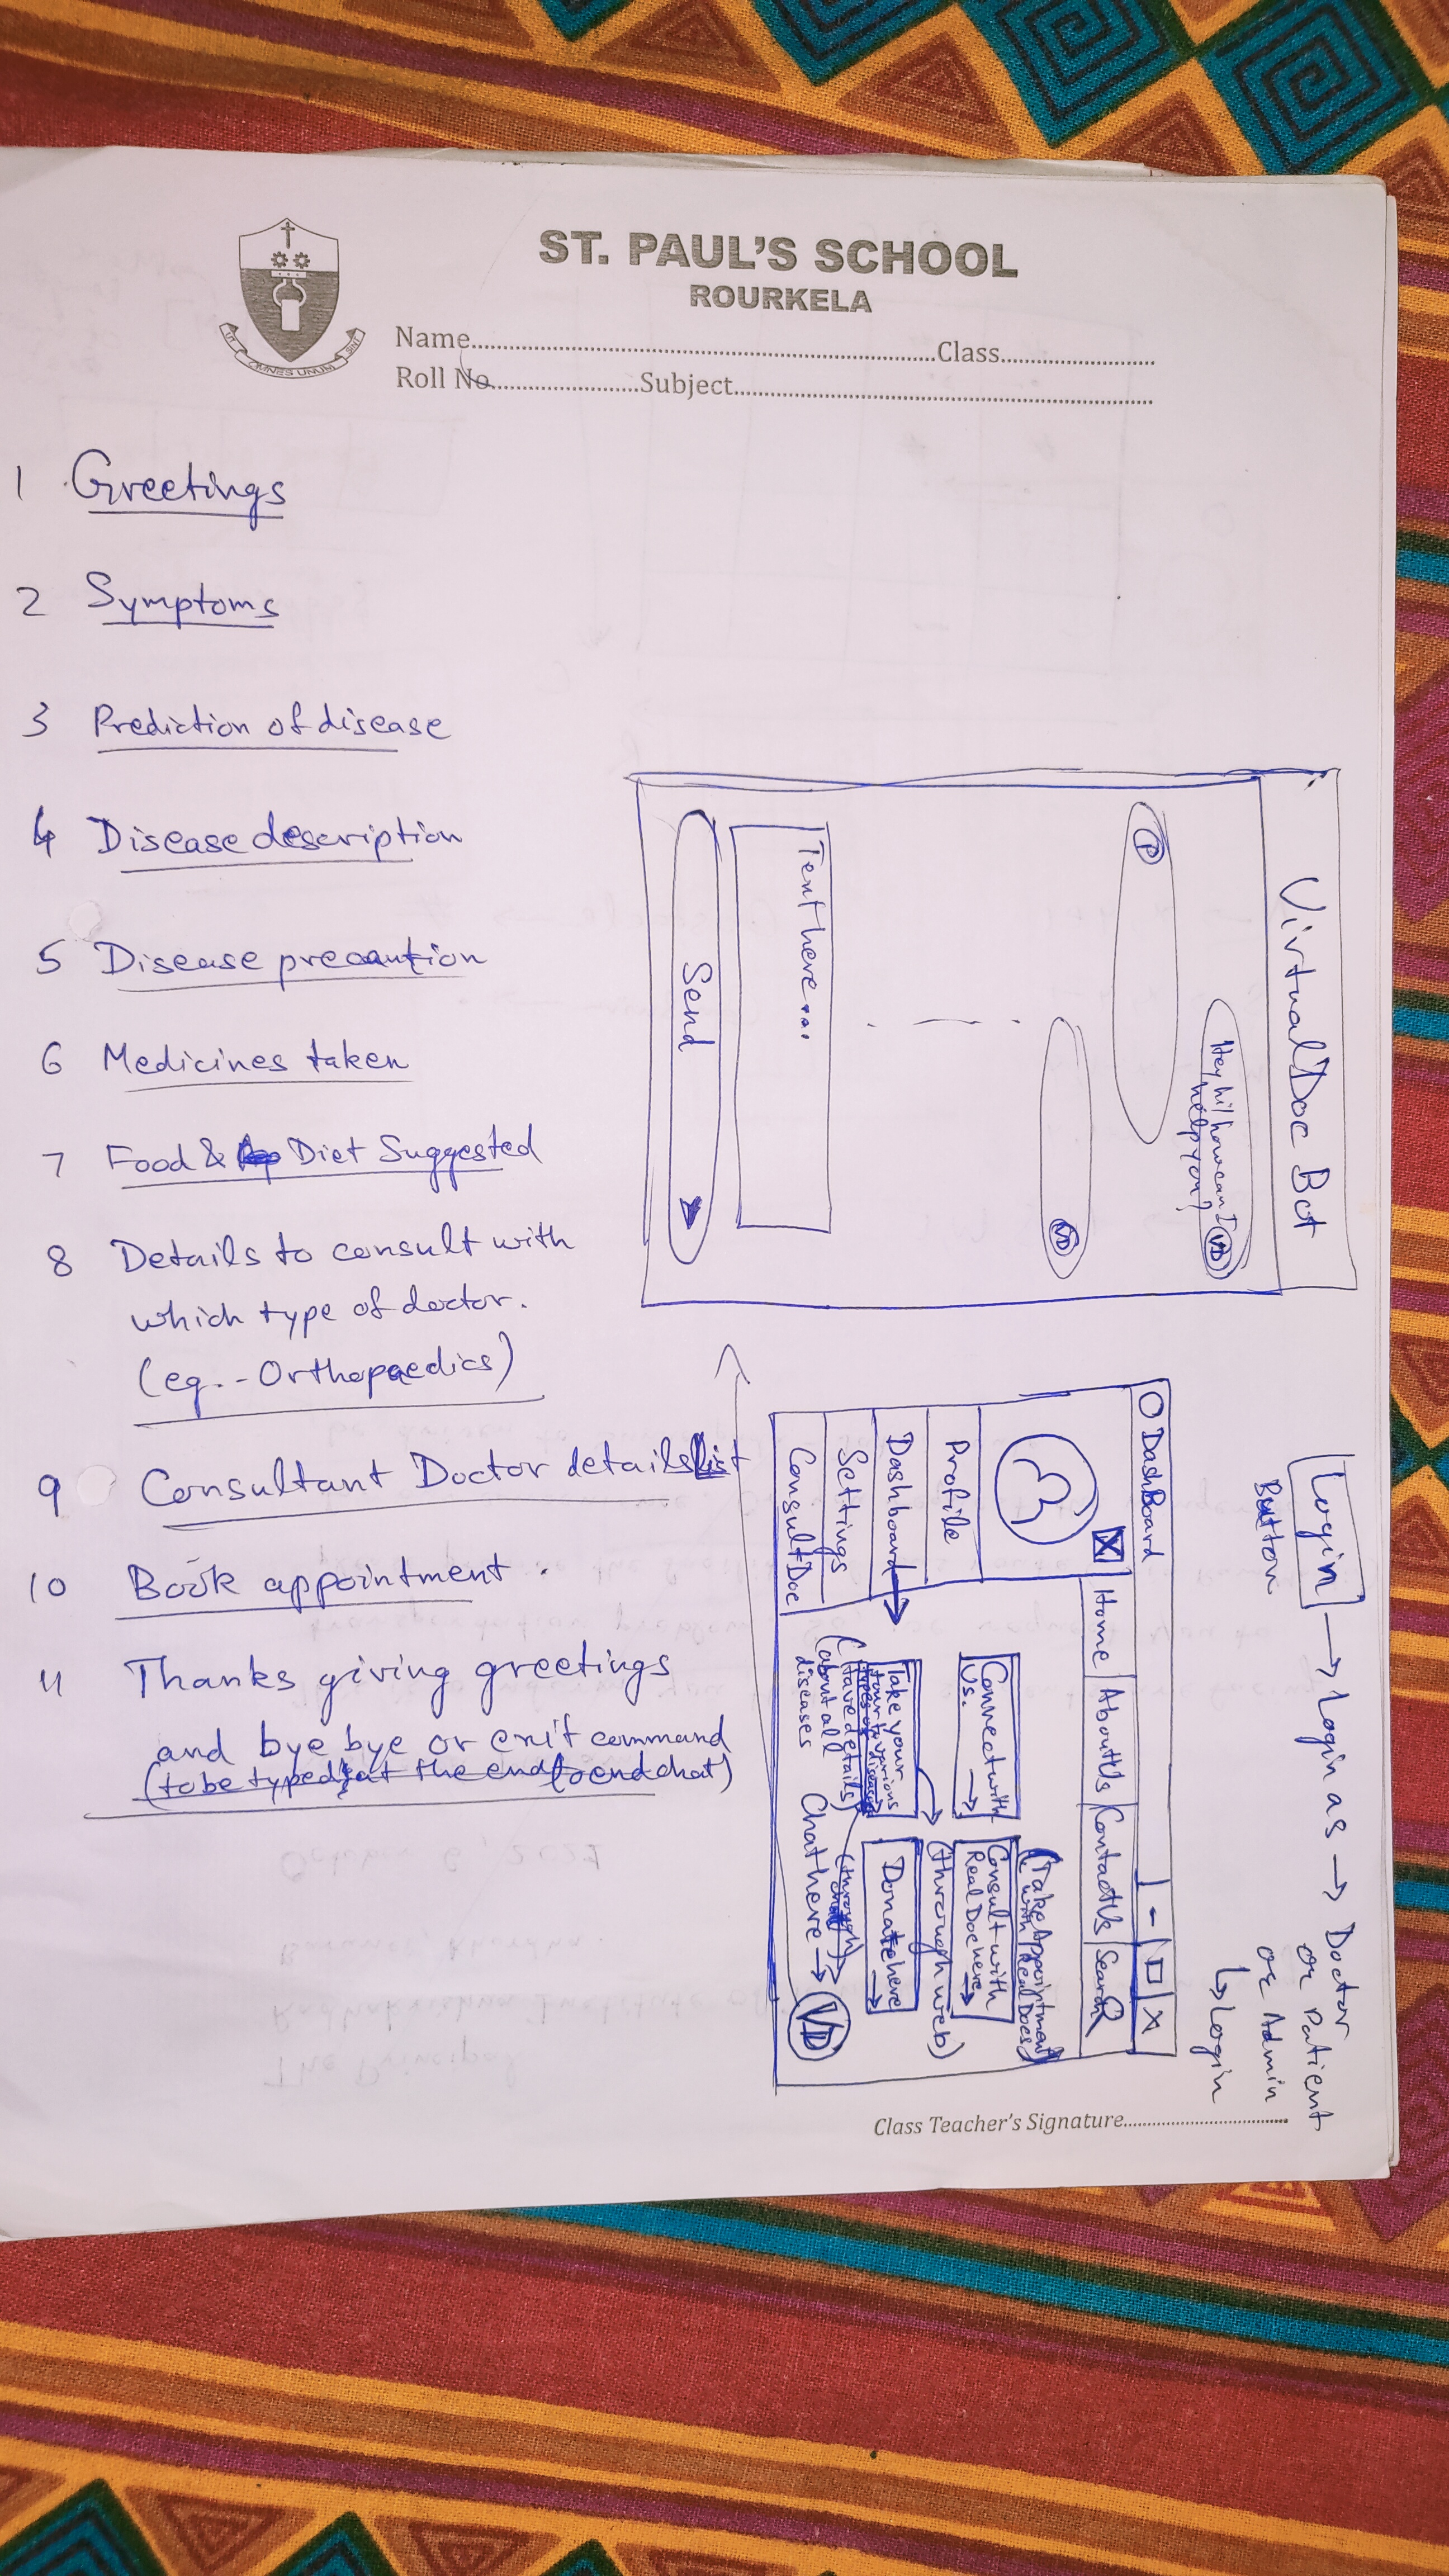 ST. PAUL'S SCHOOL
ROURKELA
Name..........Class..........
Roll No..........Subject..........
1 Greetings
2 Symptoms
3 Prediction of disease
4 Disease description
5 Disease precaution
6 Medicines taken
7 Food & Diet Suggested
8 Details to consult with
which type of doctor.
(eg.- Orthopaedics)
9 Consultant Doctor details list
10 Book appointment.
11 Thanks giving greetings
and bye bye or exit command
(to be typed at the end to end chat)
VirtualDoc Bot
Hey hi! how can I
help you?
VD
P
VD
Text here...
Send
Login → Login as → Doctor
Button
or Patient
or Admin
↳ Login
DashBoard
- X
X
Home
About Us
Contact Us
Search
Profile
Dashboard →
Settings
Consult Doc
(Take Appointment
with Real Docs)
Connect with
Us. →
Consult with
Real Doc here →
(through web)
Take your
tour to various
types of diseases
(Have details)
about all
diseases
Donate here
→
(through
chat)
Chat here → VD
Class Teacher's Signature..........